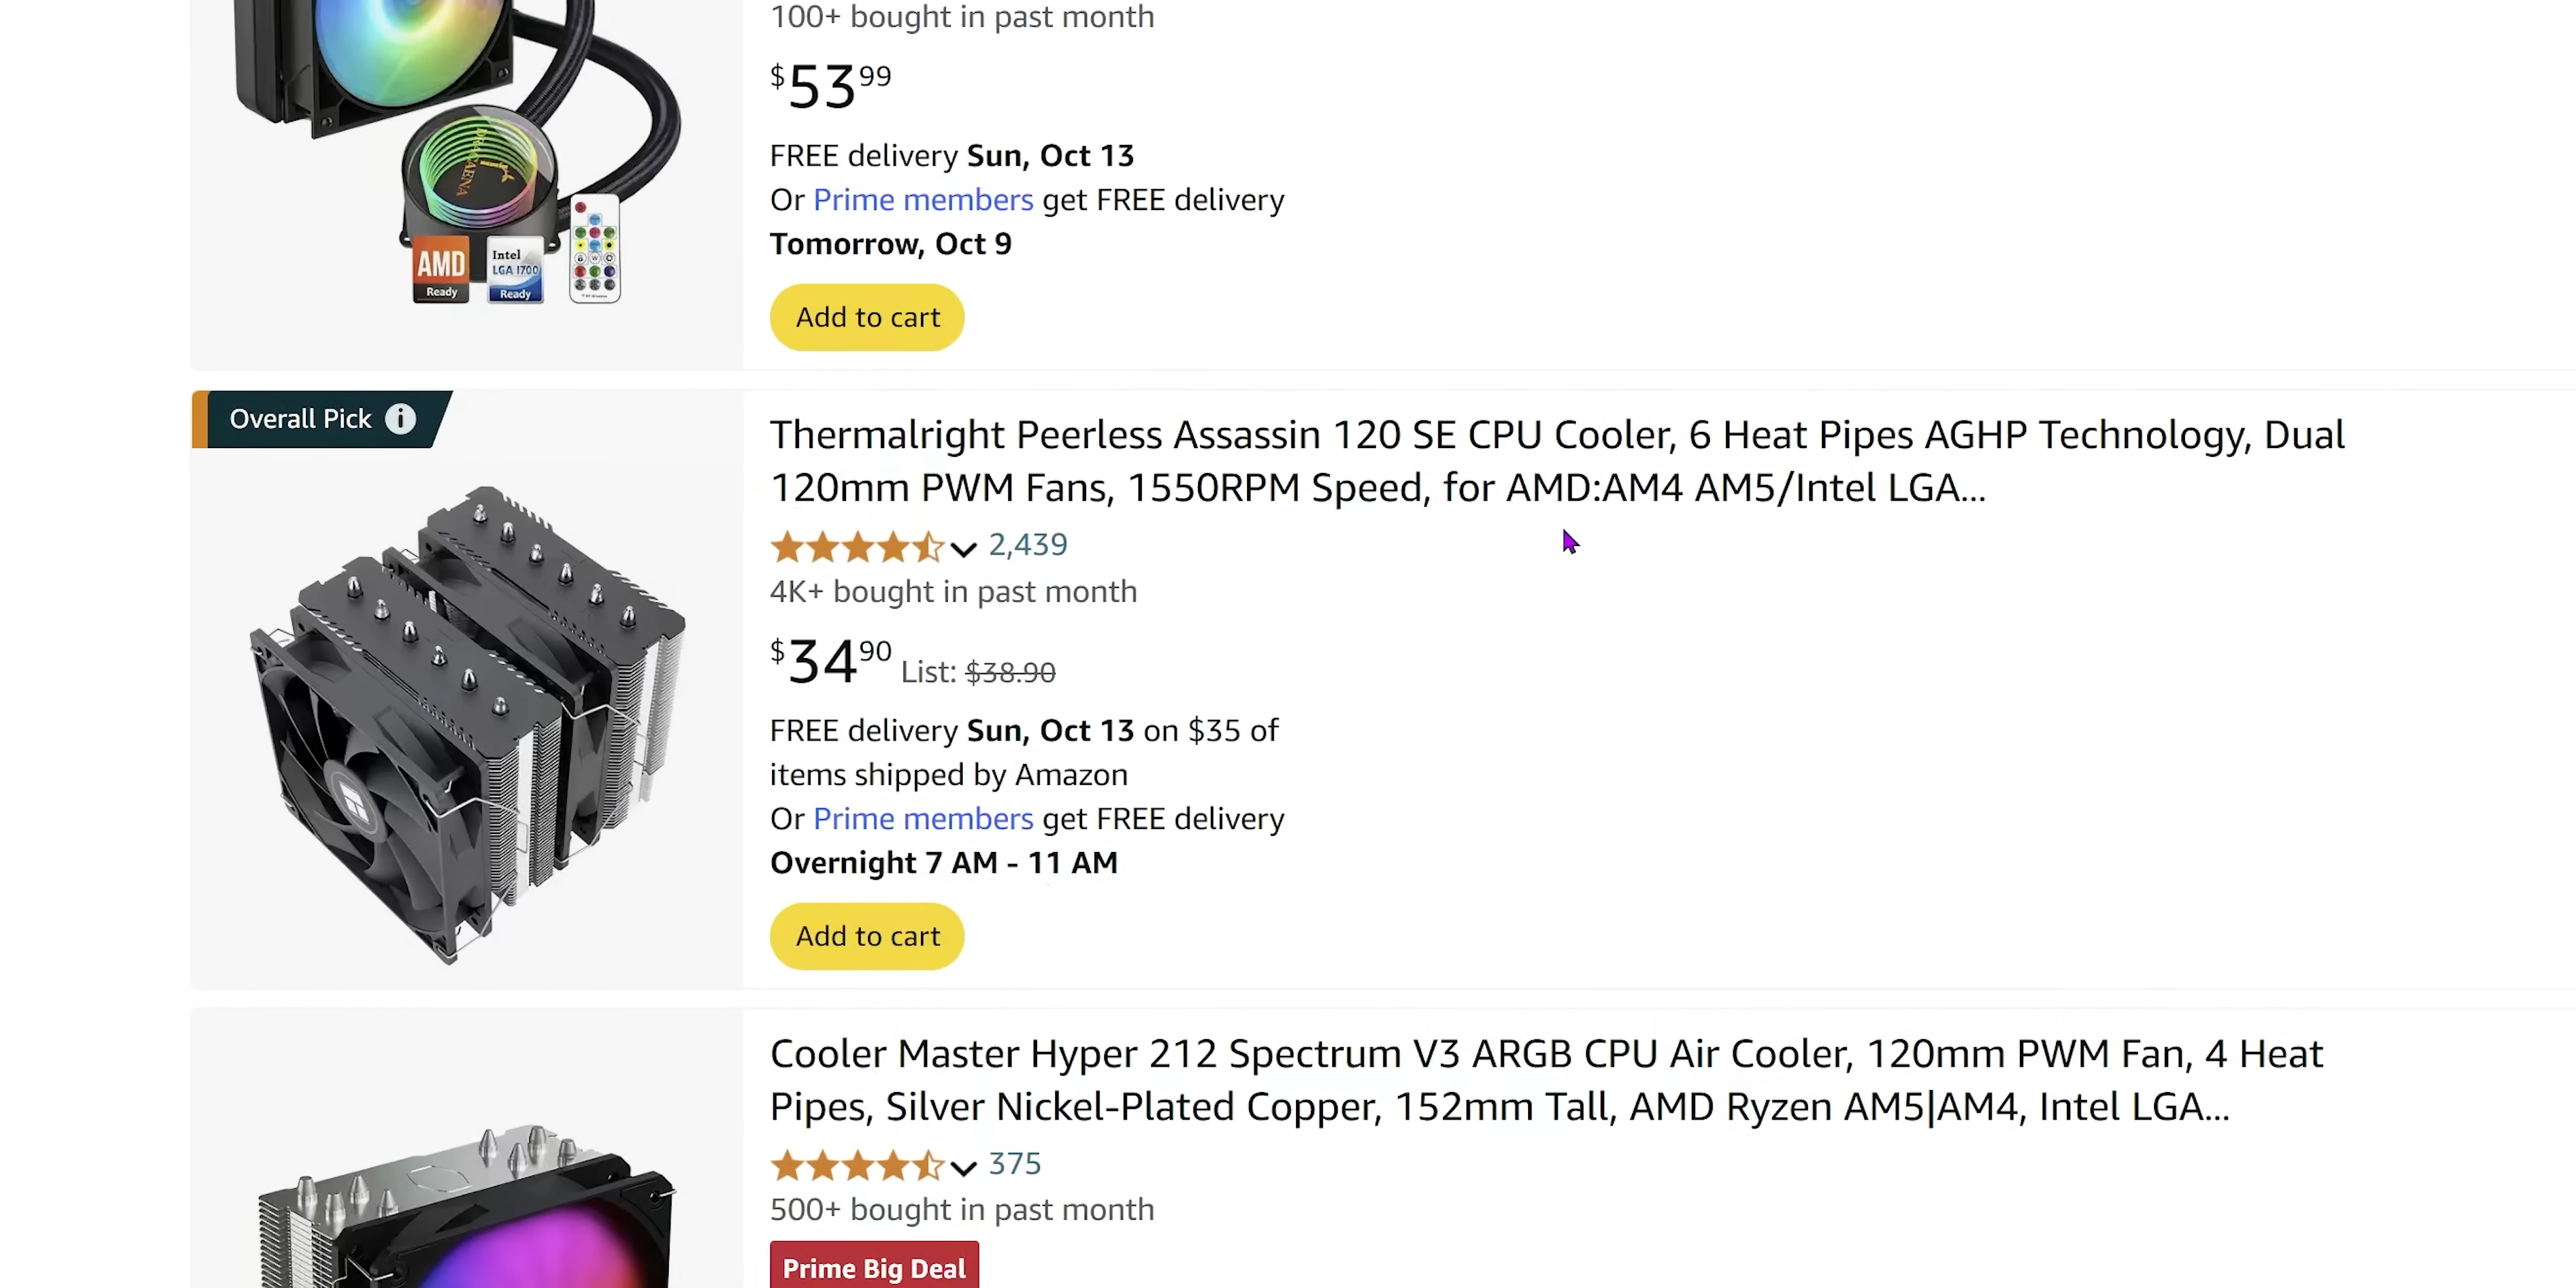 100+ bought in past month
$53 99
FREE delivery Sun, Oct 13
Or Prime members get FREE delivery
Tomorrow, Oct 9
AMD
Ready
Intel
LGA 1700
Ready
Add to cart
Overall Pick
Thermalright Peerless Assassin 120 SE CPU Cooler, 6 Heat Pipes AGHP Technology, Dual
120mm PWM Fans, 1550RPM Speed, for AMD:AM4 AM5/Intel LGA...
2,439
4K+ bought in past month
$34 90 List: $38.90
FREE delivery Sun, Oct 13 on $35 of
items shipped by Amazon
Or Prime members get FREE delivery
Overnight 7 AM - 11 AM
Add to cart
Cooler Master Hyper 212 Spectrum V3 ARGB CPU Air Cooler, 120mm PWM Fan, 4 Heat
Pipes, Silver Nickel-Plated Copper, 152mm Tall, AMD Ryzen AM5|AM4, Intel LGA...
375
500+ bought in past month
Prime Big Deal